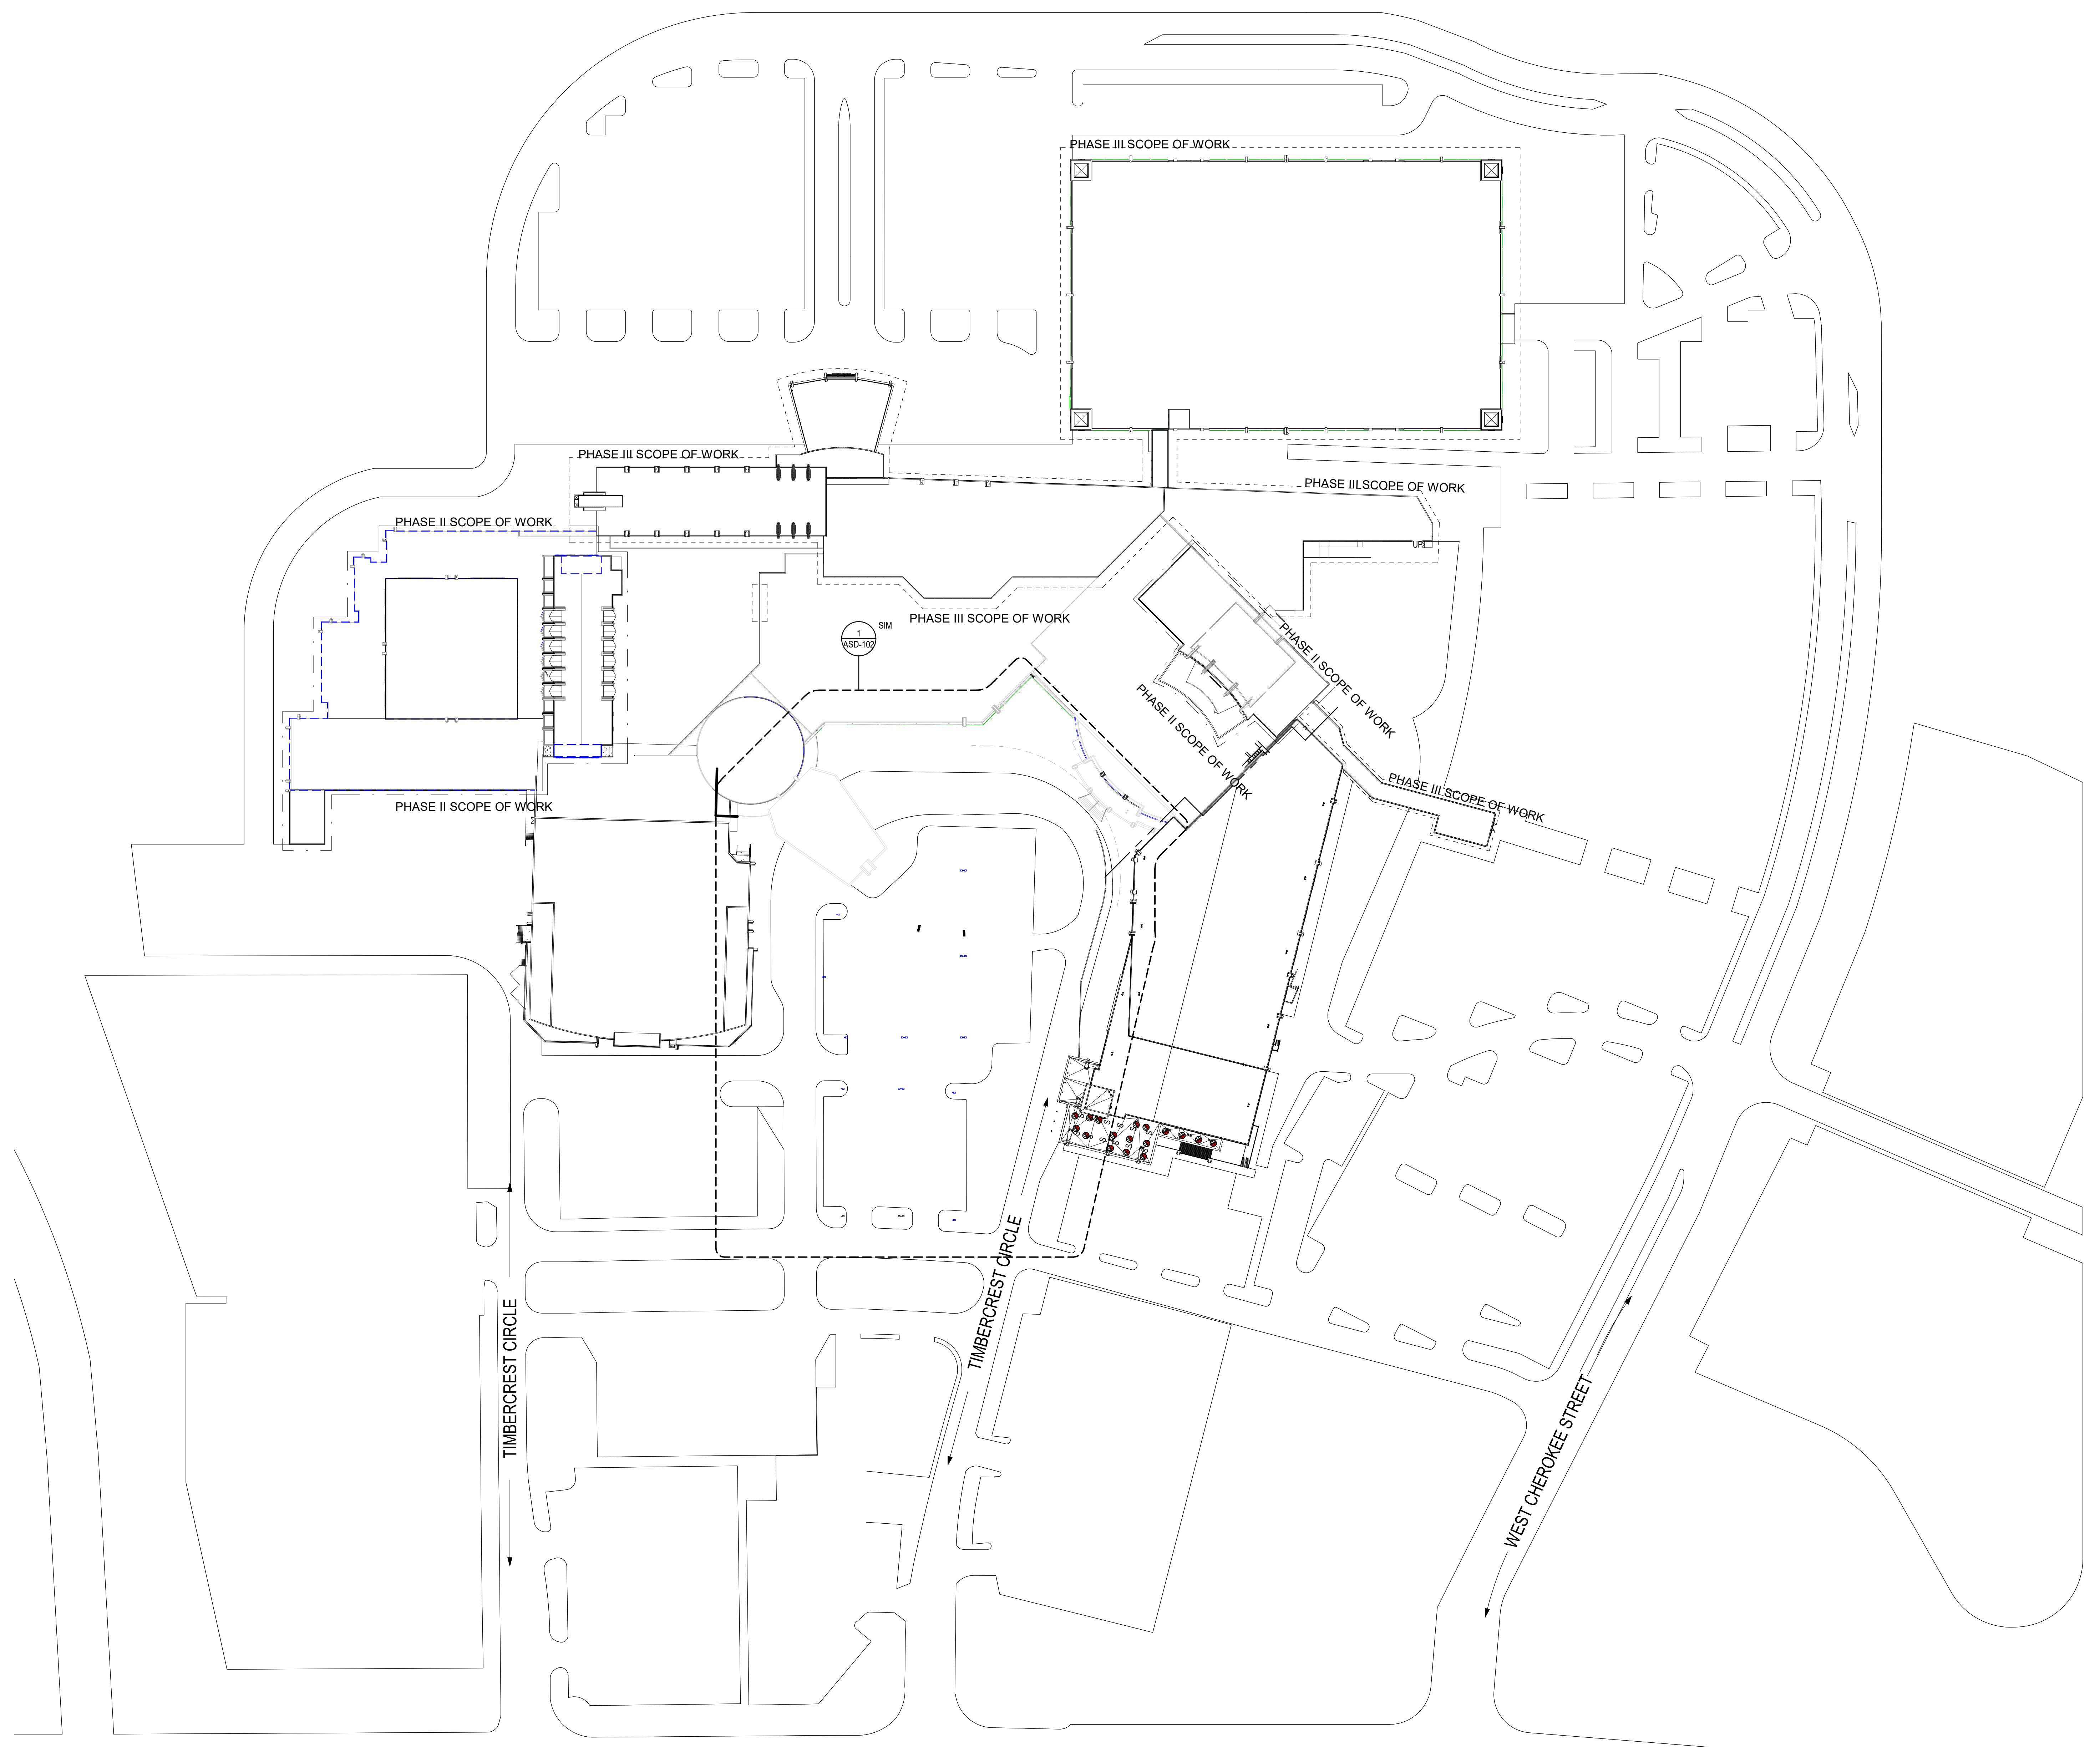 PHASE III SCOPE OF WORK
PHASE III SCOPE OF WORK
PHASE III SCOPE OF WORK
PHASE II SCOPE OF WORK
UP
PHASE III SCOPE OF WORK
1
SIM
ASD-102
PHASE II SCOPE OF WORK
PHASE II SCOPE OF WORK
PHASE III SCOPE OF WORK
PHASE II SCOPE OF WORK
S
S
S
S
S
S
S
S
S
TIMBERCREST CIRCLE
TIMBERCREST CIRCLE
WEST CHEROKEE STREET